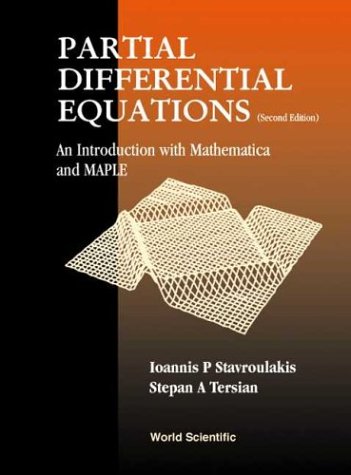 PARTIAL
DIFFERENTIAL
EQUATIONS (Second Edition)
An Introduction with Mathematica
and MAPLE
Ioannis P Stavroulakis
Stepan A Tersian
World Scientific